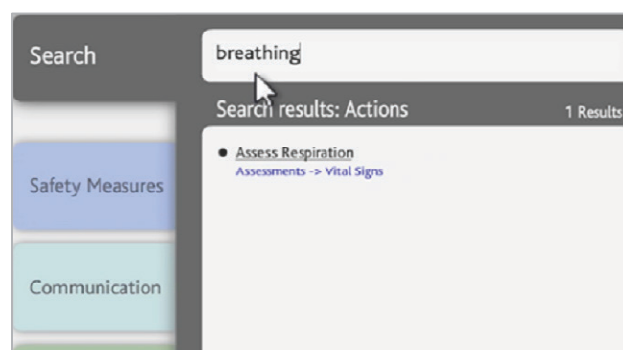 Search
breathing
Search results: Actions
1 Results
Assess Respiration
Assessments -> Vital Signs
Safety Measures
Communication